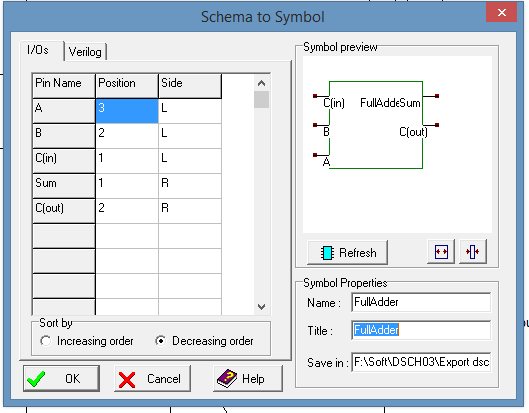 Schema to Symbol
I/Os Verilog
Pin Name Position Side
A 3 L
B 2 L
C(in) 1 L
Sum 1 R
C(out) 2 R
Sort by
Increasing order Decreasing order
OK Cancel Help
Symbol preview
C(in) FullAddeSum
B C(out)
A
Refresh
Symbol Properties
Name : FullAdder
Title : FullAdder
Save in : F:\Soft\DSCH03\Export dsc